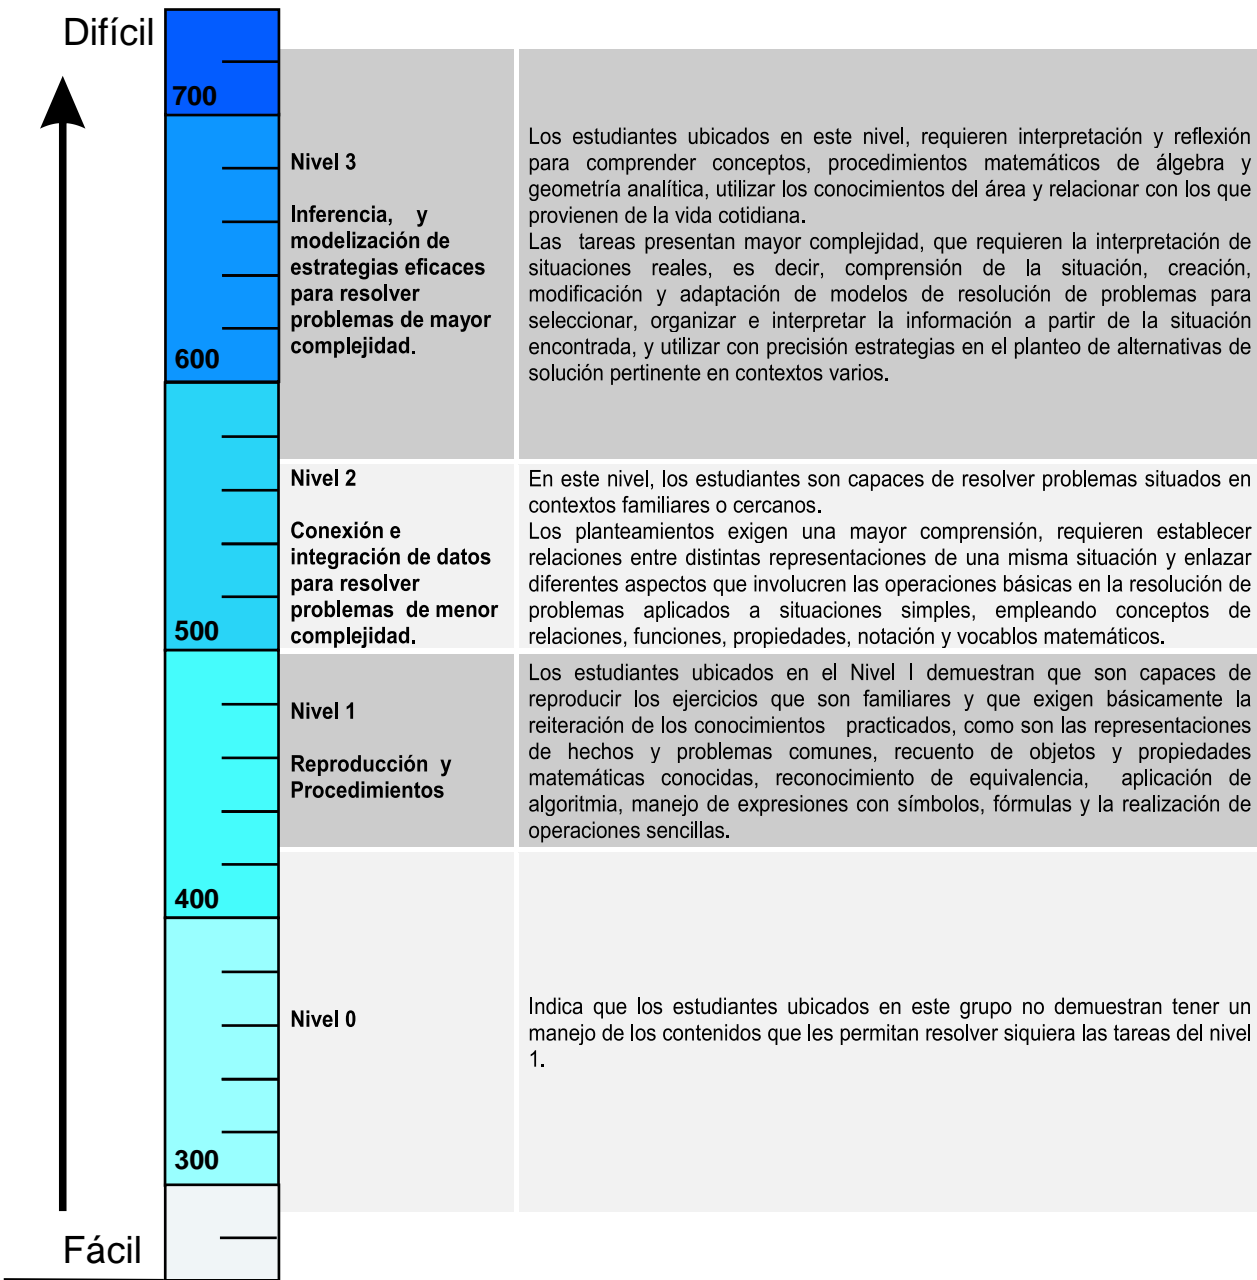 Difícil
700
Nivel 3
Inferencia, y
modelización de
estrategias eficaces
para resolver
problemas de mayor
complejidad.
Los estudiantes ubicados en este nivel, requieren interpretación y reflexión
para comprender conceptos, procedimientos matemáticos de álgebra y
geometría analítica, utilizar los conocimientos del área y relacionar con los que
provienen de la vida cotidiana.
Las tareas presentan mayor complejidad, que requieren la interpretación de
situaciones reales, es decir, comprensión de la situación, creación,
modificación y adaptación de modelos de resolución de problemas para
seleccionar, organizar e interpretar la información a partir de la situación
encontrada, y utilizar con precisión estrategias en el planteo de alternativas de
solución pertinente en contextos varios.
600
Nivel 2
Conexión e
integración de datos
para resolver
problemas de menor
complejidad.
En este nivel, los estudiantes son capaces de resolver problemas situados en
contextos familiares o cercanos.
Los planteamientos exigen una mayor comprensión, requieren establecer
relaciones entre distintas representaciones de una misma situación y enlazar
diferentes aspectos que involucren las operaciones básicas en la resolución de
problemas aplicados a situaciones simples, empleando conceptos de
relaciones, funciones, propiedades, notación y vocablos matemáticos.
500
Nivel 1
Reproducción y
Procedimientos
Los estudiantes ubicados en el Nivel I demuestran que son capaces de
reproducir los ejercicios que son familiares y que exigen básicamente la
reiteración de los conocimientos practicados, como son las representaciones
de hechos y problemas comunes, recuento de objetos y propiedades
matemáticas conocidas, reconocimiento de equivalencia, aplicación de
algoritmia, manejo de expresiones con símbolos, fórmulas y la realización de
operaciones sencillas.
400
Nivel 0
Indica que los estudiantes ubicados en este grupo no demuestran tener un
manejo de los contenidos que les permitan resolver siquiera las tareas del nivel
1.
300
Fácil